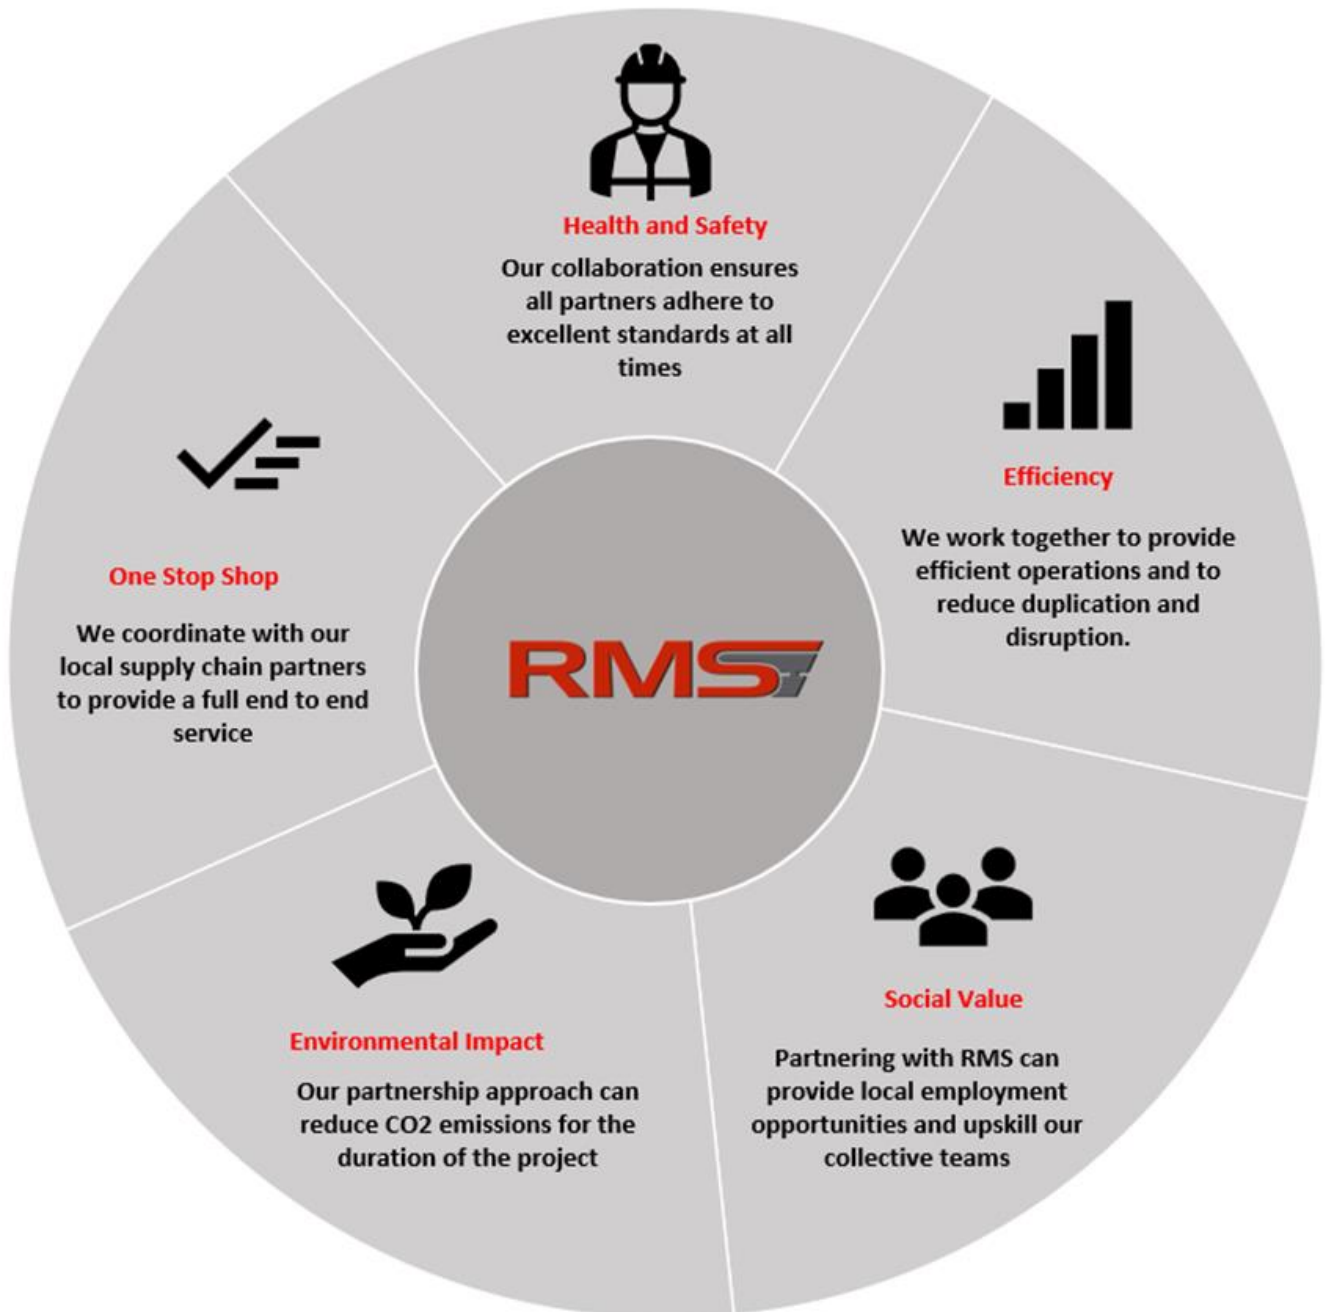 Health and Safety
Our collaboration ensures
all partners adhere to
excellent standards at all
times
Efficiency
We work together to provide
efficient operations and to
reduce duplication and
disruption.
Social Value
Partnering with RMS can
provide local employment
opportunities and upskill our
collective teams
Environmental Impact
Our partnership approach can
reduce CO2 emissions for the
duration of the project
One Stop Shop
We coordinate with our
local supply chain partners
to provide a full end to end
service
RMS